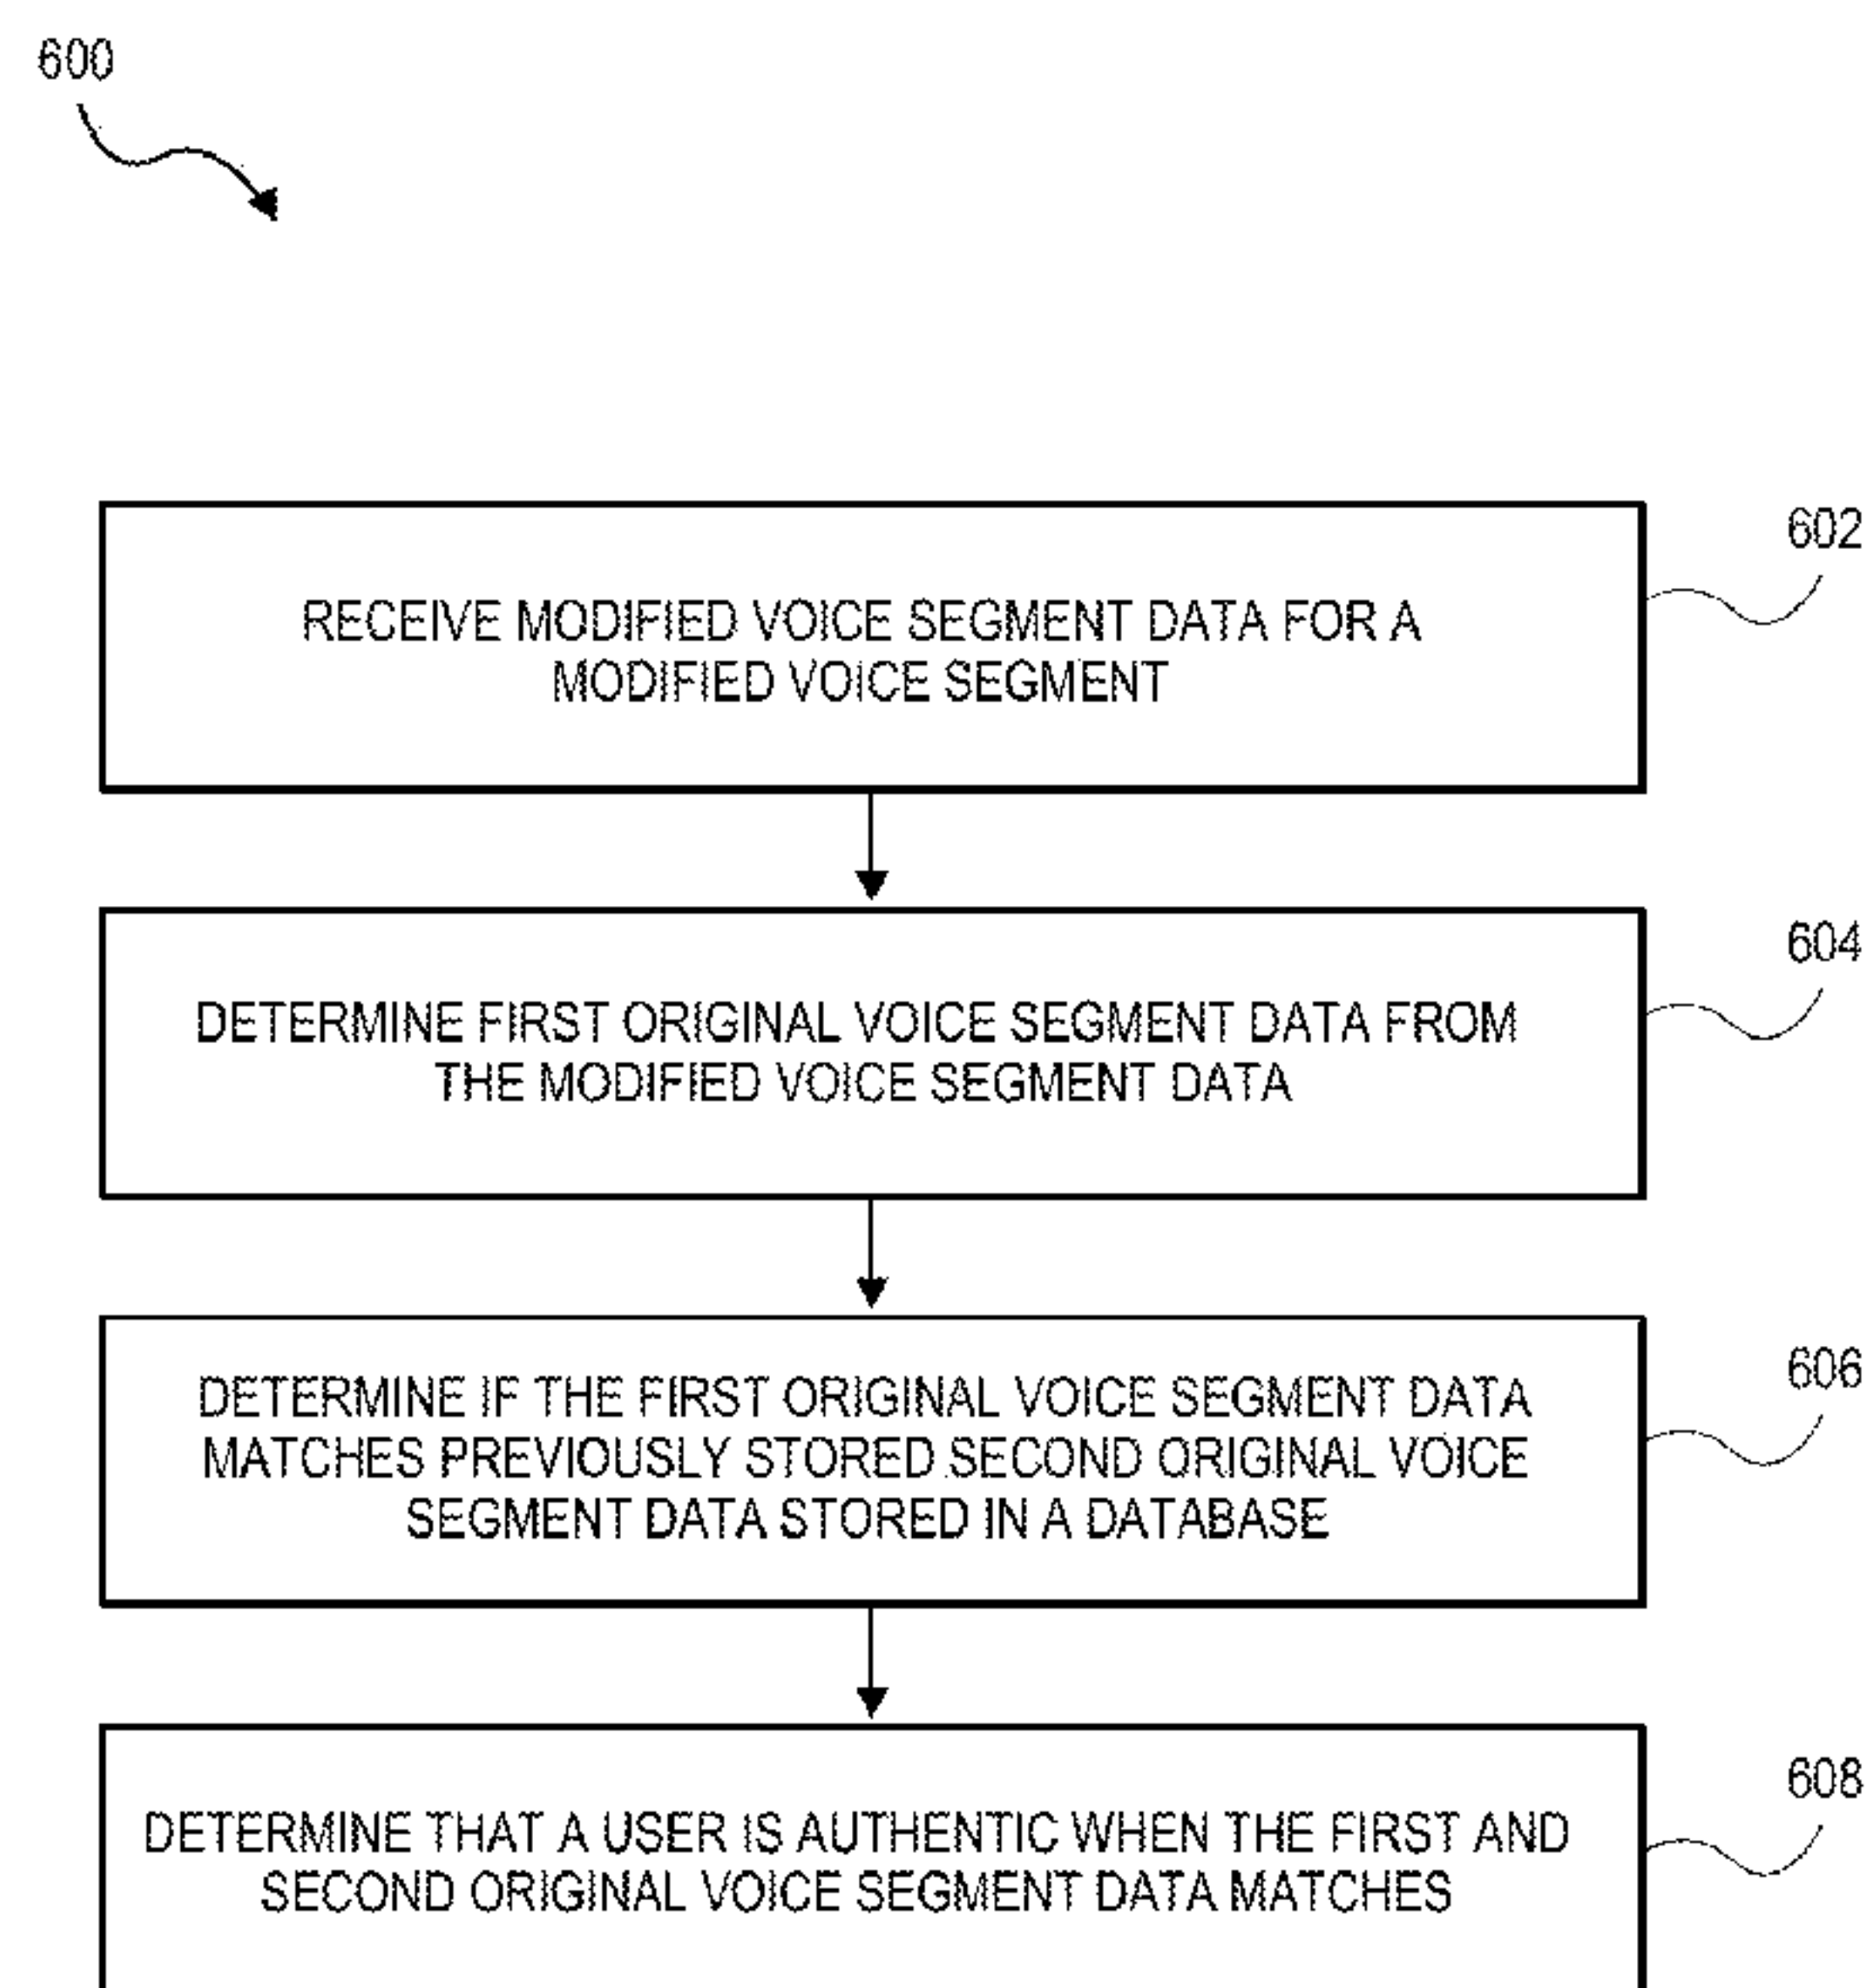 600
602
RECEIVE MODIFIED VOICE SEGMENT DATA FOR A
MODIFIED VOICE SEGMENT
604
DETERMINE FIRST ORIGINAL VOICE SEGMENT DATA FROM
THE MODIFIED VOICE SEGMENT DATA
606
DETERMINE IF THE FIRST ORIGINAL VOICE SEGMENT DATA
MATCHES PREVIOUSLY STORED SECOND ORIGINAL VOICE
SEGMENT DATA STORED IN A DATABASE
608
DETERMINE THAT A USER IS AUTHENTIC WHEN THE FIRST AND
SECOND ORIGINAL VOICE SEGMENT DATA MATCHES